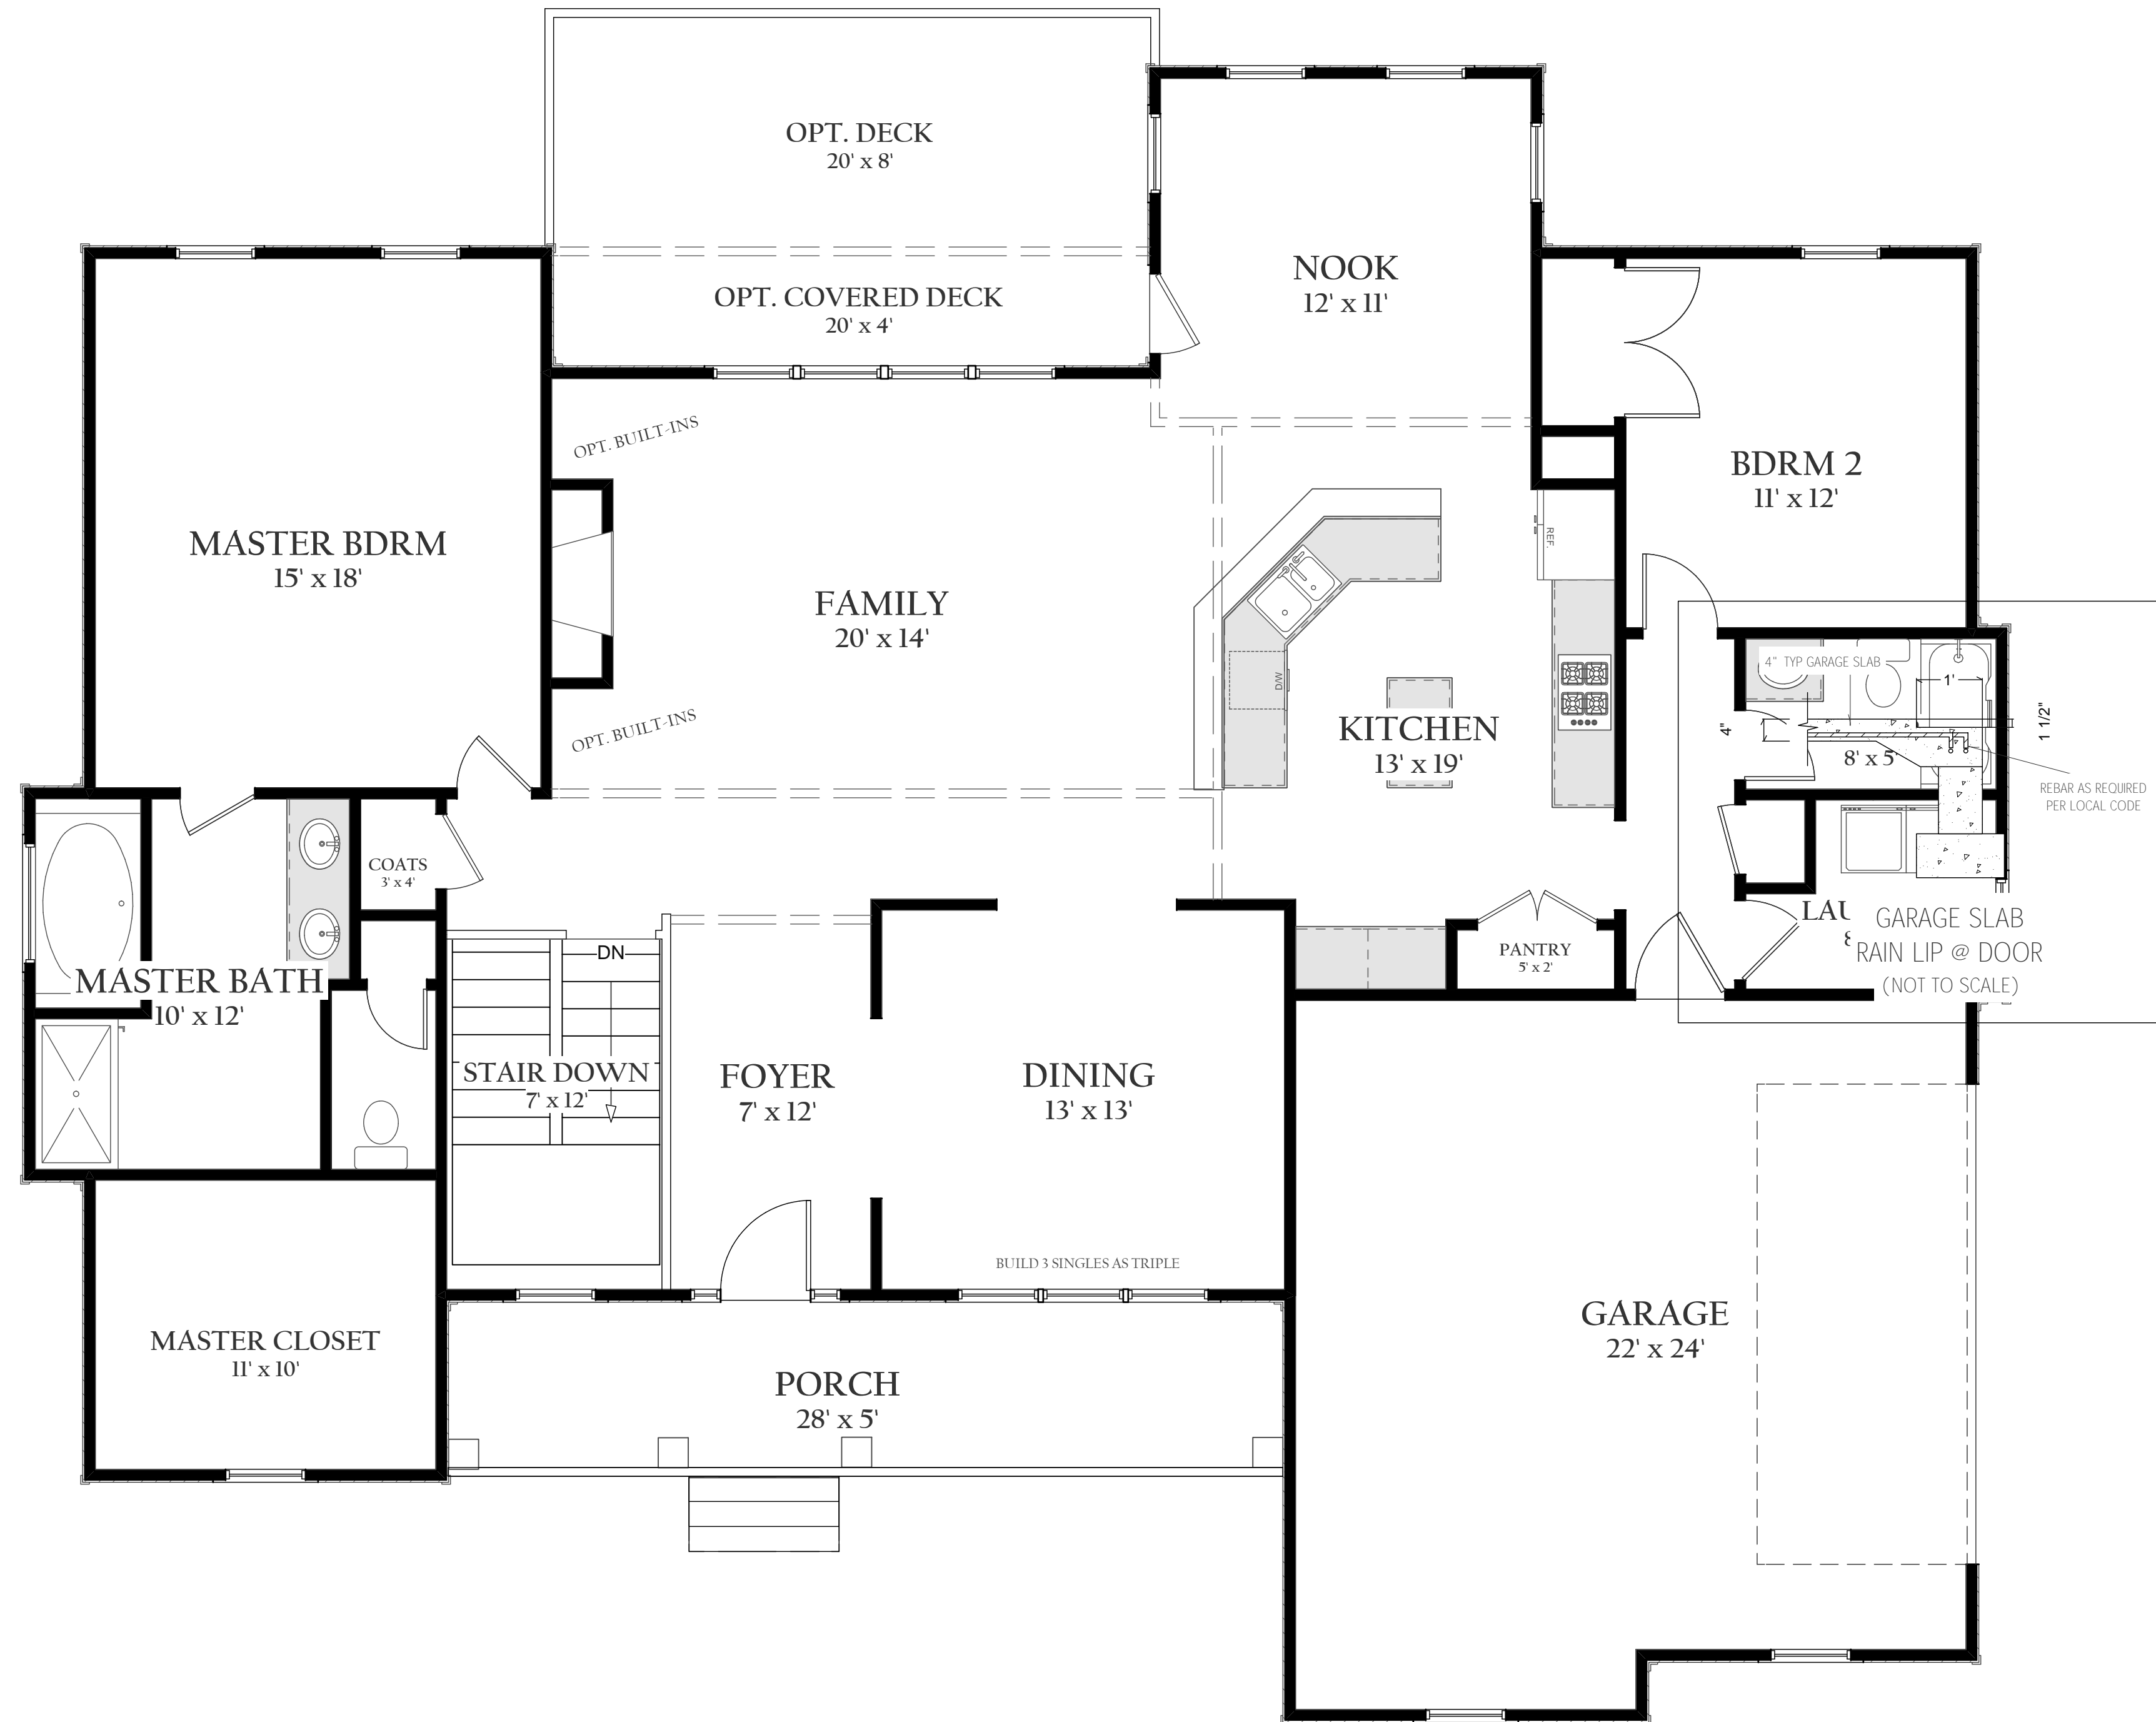 OPT. DECK
20' x 8'
OPT. COVERED DECK
20' x 4'
NOOK
12' x 11'
OPT. BUILT-INS
BDRM 2
11' x 12'
MASTER BDRM
15' x 18'
REF.
FAMILY
20' x 14'
4" TYP GARAGE SLAB
1'
D/W
OPT. BUILT-INS
KITCHEN
13' x 19'
4"
1 1/2"
8' x 5'
REBAR AS REQUIRED
PER LOCAL CODE
COATS
3' x 4'
LAU
GARAGE SLAB
RAIN LIP @ DOOR
(NOT TO SCALE)
DN
PANTRY
5' x 2'
MASTER BATH
10' x 12'
STAIR DOWN
7' x 12'
FOYER
7' x 12'
DINING
13' x 13'
BUILD 3 SINGLES AS TRIPLE
GARAGE
22' x 24'
MASTER CLOSET
11' x 10'
PORCH
28' x 5'